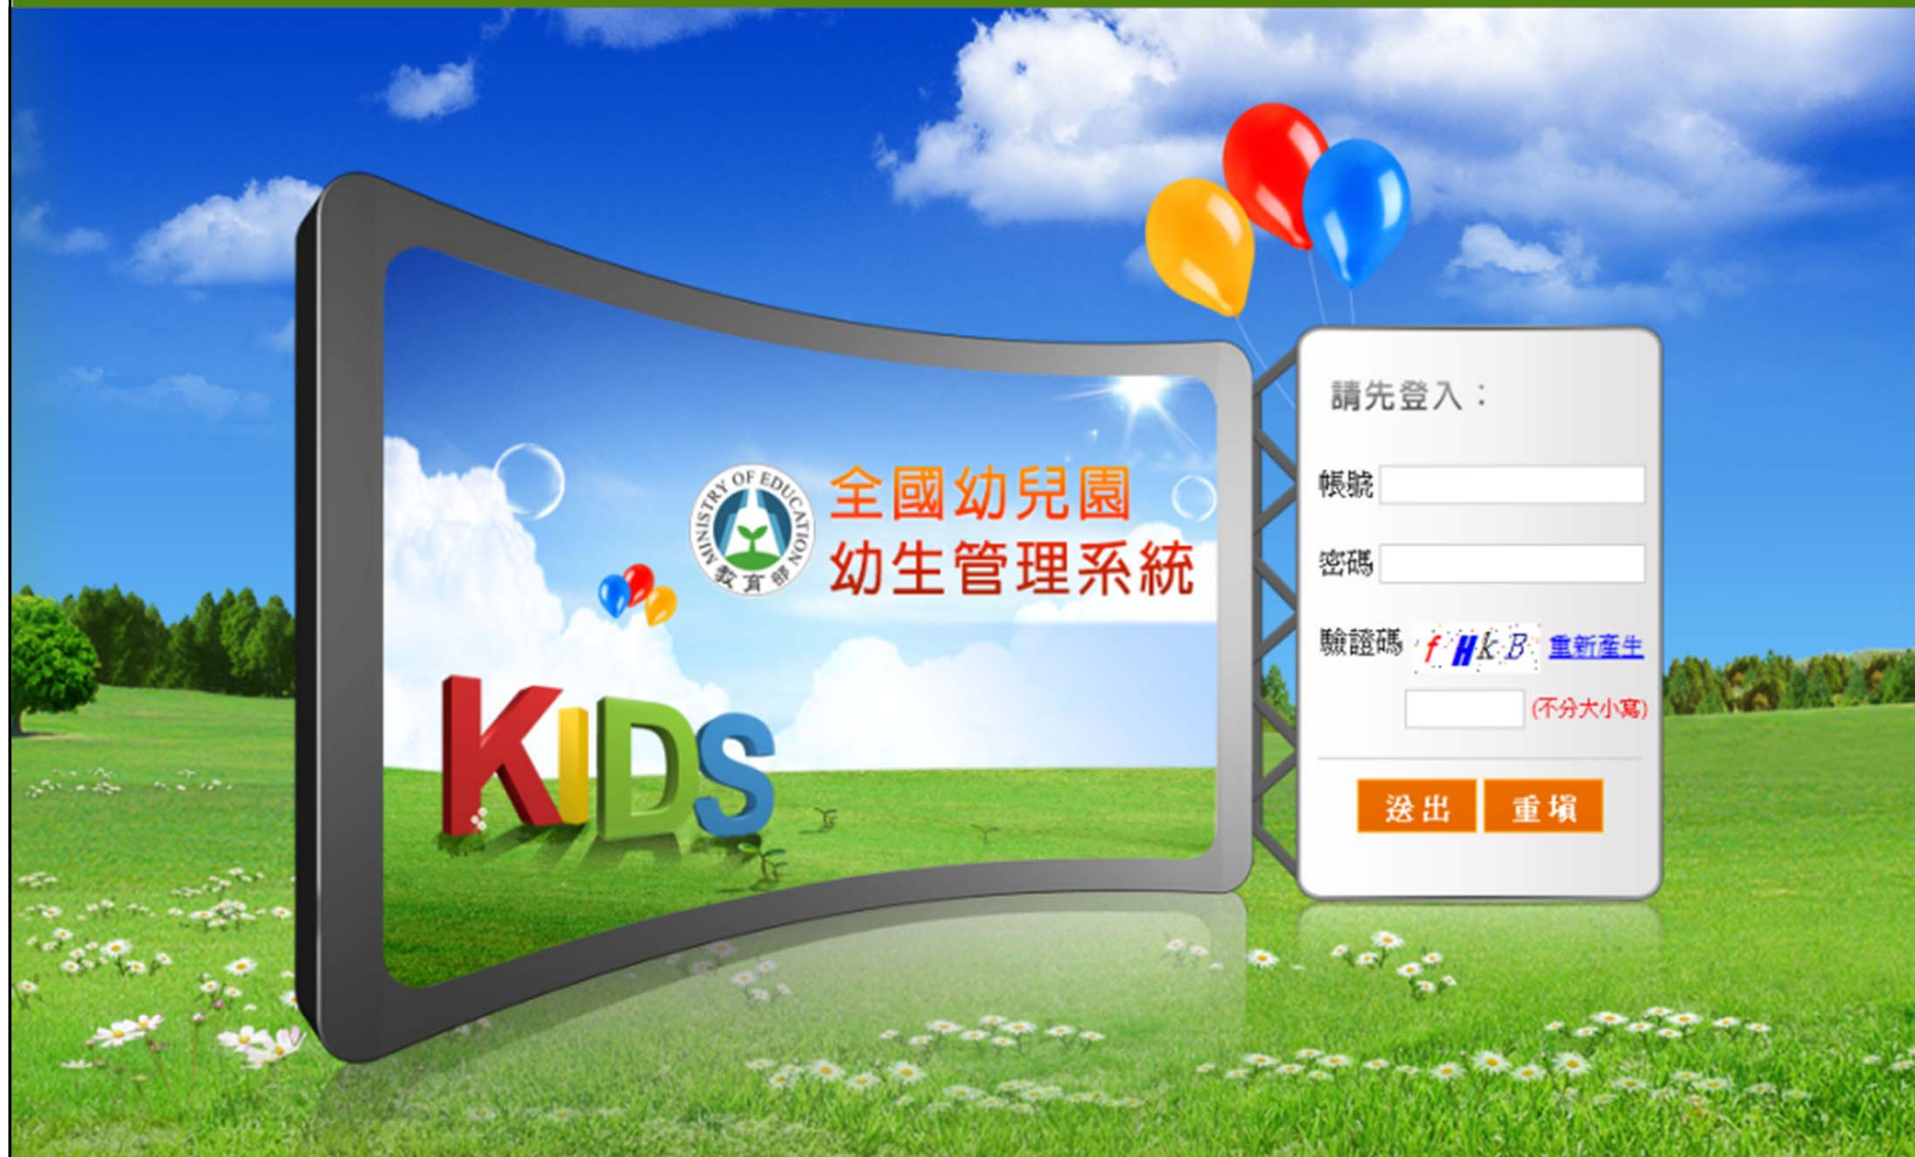 MINISTRY OF EDUCATION
教育部
全國幼兒園
幼生管理系統
KIDS
請先登入：
帳號
密碼
驗證碼 fHkB 重新產生
(不分大小寫)
送出 重填